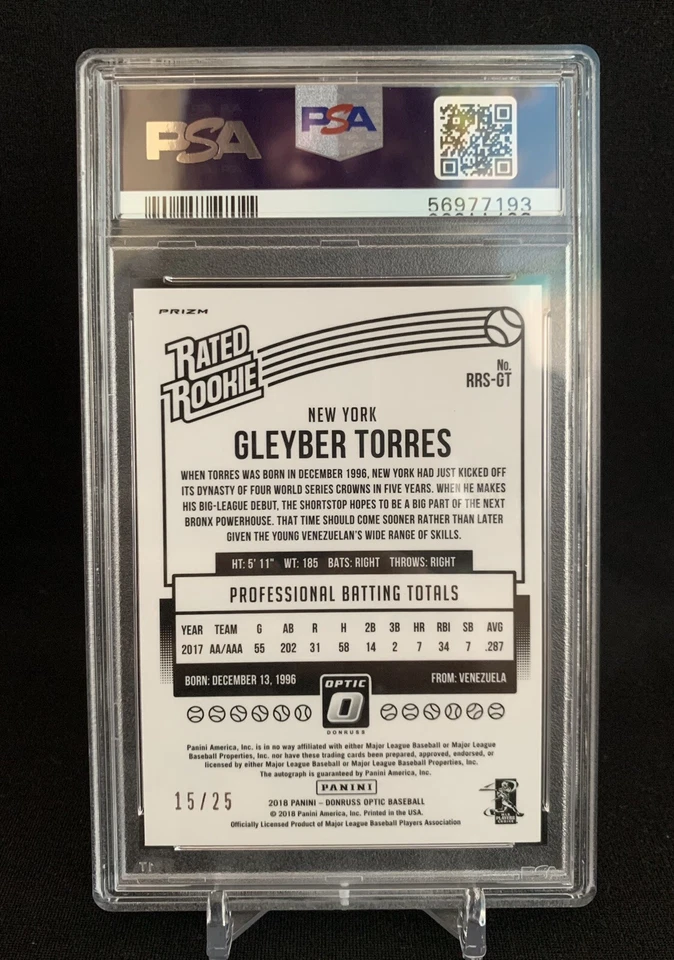 PSA
PSA
56977193
PRIZM
RATED
ROOKIE
No.
RRS-GT
NEW YORK
GLEYBER TORRES
WHEN TORRES WAS BORN IN DECEMBER 1996, NEW YORK HAD JUST KICKED OFF
ITS DYNASTY OF FOUR WORLD SERIES CROWNS IN FIVE YEARS. WHEN HE MAKES
HIS BIG-LEAGUE DEBUT, THE SHORTSTOP HOPES TO BE A BIG PART OF THE NEXT
BRONX POWERHOUSE. THAT TIME SHOULD COME SOONER RATHER THAN LATER
GIVEN THE YOUNG VENEZUELAN'S WIDE RANGE OF SKILLS.
HT: 5' 11" WT: 185 BATS: RIGHT THROWS: RIGHT
PROFESSIONAL BATTING TOTALS
YEAR TEAM G AB R H 2B 3B HR RBI SB AVG
2017 AA/AAA 55 202 31 58 14 2 7 34 7 .287
BORN: DECEMBER 13, 1996 FROM: VENEZUELA
OPTIC
O
DONRUSS
Panini America, Inc. is in no way affiliated with either Major League Baseball or Major League
Baseball Properties, Inc. nor have these trading cards been prepared, approved, endorsed, or
licensed by either Major League Baseball or Major League Baseball Properties, Inc.
The autograph is guaranteed by Panini America, Inc.
PANINI
15/25
2018 PANINI – DONRUSS OPTIC BASEBALL
© 2018 Panini America, Inc. Printed in the USA.
Officially Licensed Product of Major League Baseball Players Association
PLAYERS
CHOICE
PSA